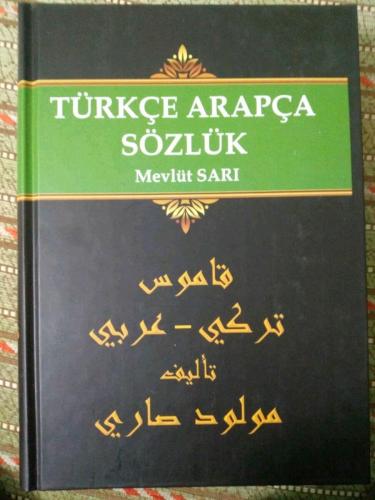 TÜRKÇE ARAPÇA
SÖZLÜK
Mevlüt SARI
قاموس
تركي - عربي
تأليف
مولود صاري